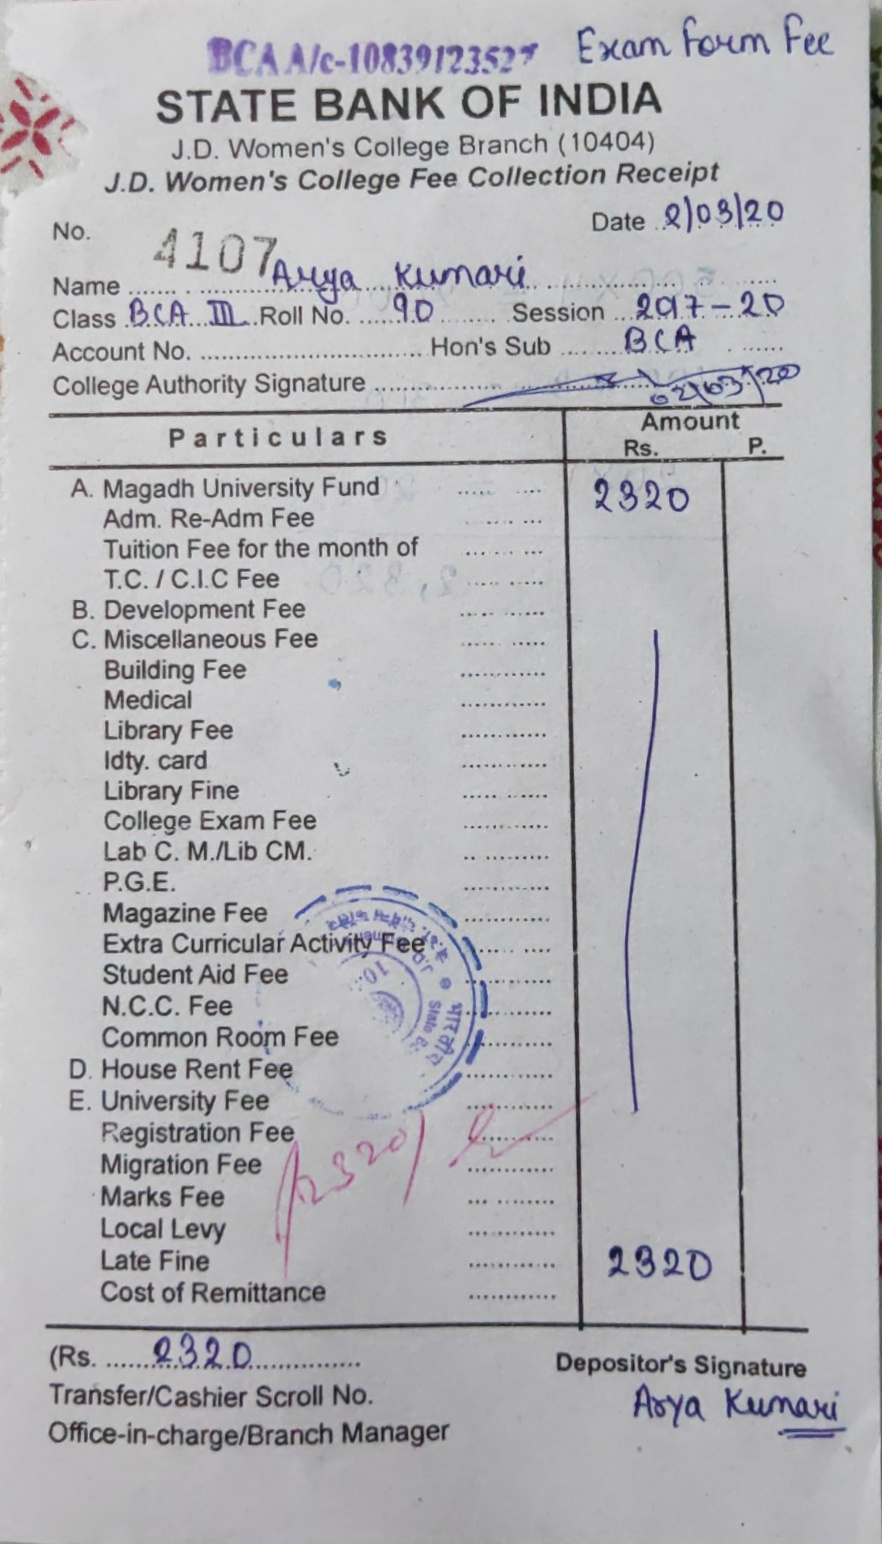 BCA A/c-10839123527 Exam Form Fee
STATE BANK OF INDIA
J.D. Women's College Branch (10404)
J.D. Women's College Fee Collection Receipt
No. 4107 Date 2/03/20
Name Arya Kumari
Class BCA III Roll No. 90 Session 2017-20
Account No. Hon's Sub BCA
College Authority Signature 02/03/20
Particulars Amount
Rs. P.
A. Magadh University Fund 2320
Adm. Re-Adm Fee
Tuition Fee for the month of
T.C. / C.I.C Fee
B. Development Fee
C. Miscellaneous Fee
Building Fee
Medical
Library Fee
Idty. card
Library Fine
College Exam Fee
Lab C. M./Lib CM.
P.G.E.
Magazine Fee
Extra Curricular Activity Fee
Student Aid Fee
N.C.C. Fee
Common Room Fee
D. House Rent Fee
E. University Fee
Registration Fee
2320/
Migration Fee
Marks Fee
Local Levy
Late Fine 2320
Cost of Remittance
(Rs. 2320 Depositor's Signature
Transfer/Cashier Scroll No. Arya Kumari
Office-in-charge/Branch Manager